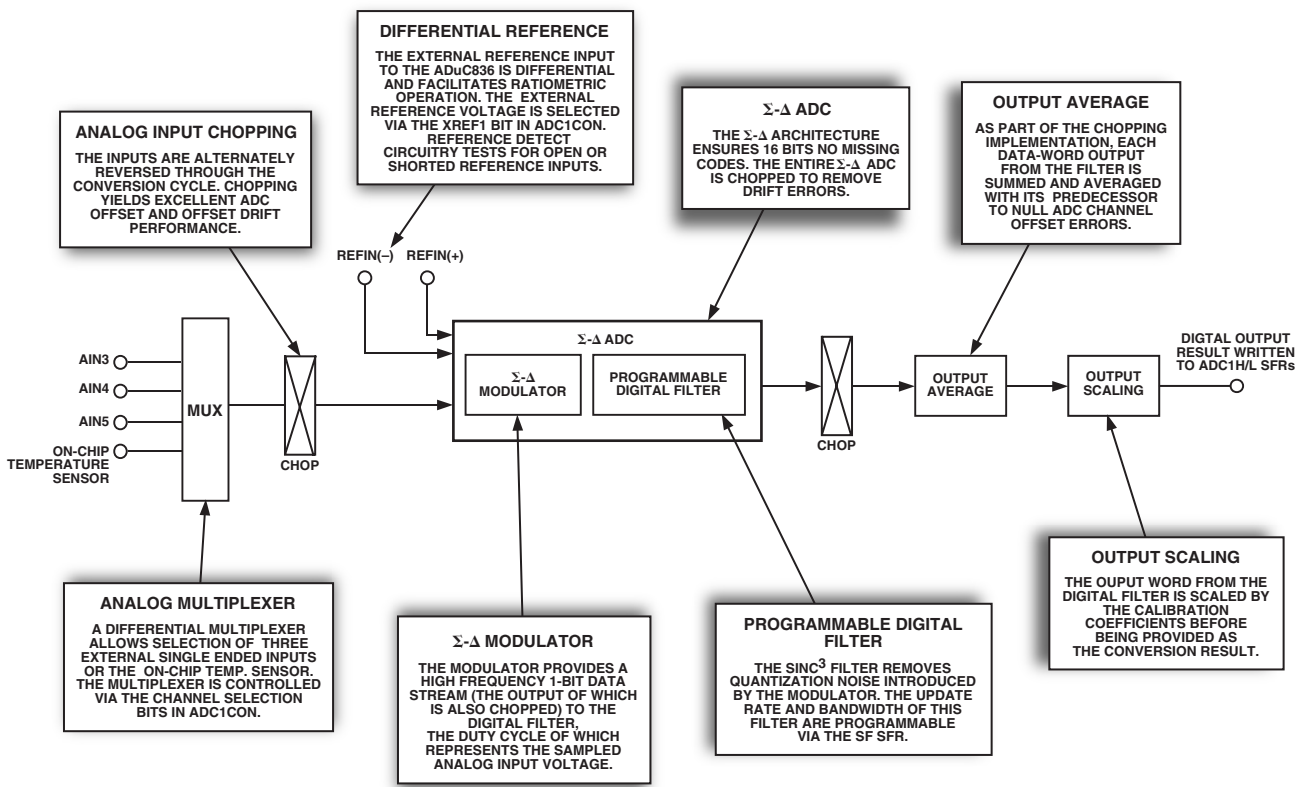 DIFFERENTIAL REFERENCE
THE EXTERNAL REFERENCE INPUT
TO THE ADuC836 IS DIFFERENTIAL
AND FACILITATES RATIOMETRIC
OPERATION. THE EXTERNAL
REFERENCE VOLTAGE IS SELECTED
VIA THE XREF1 BIT IN ADC1CON.
REFERENCE DETECT
CIRCUITRY TESTS FOR OPEN OR
SHORTED REFERENCE INPUTS.
ANALOG INPUT CHOPPING
THE INPUTS ARE ALTERNATELY
REVERSED THROUGH THE
CONVERSION CYCLE. CHOPPING
YIELDS EXCELLENT ADC
OFFSET AND OFFSET DRIFT
PERFORMANCE.
Σ-Δ ADC
THE Σ-Δ ARCHITECTURE
ENSURES 16 BITS NO MISSING
CODES. THE ENTIRE Σ-Δ ADC
IS CHOPPED TO REMOVE
DRIFT ERRORS.
OUTPUT AVERAGE
AS PART OF THE CHOPPING
IMPLEMENTATION, EACH
DATA-WORD OUTPUT
FROM THE FILTER IS
SUMMED AND AVERAGED
WITH ITS PREDECESSOR
TO NULL ADC CHANNEL
OFFSET ERRORS.
REFIN(–) REFIN(+)
AIN3
AIN4
AIN5
ON-CHIP
TEMPERATURE
SENSOR
MUX
CHOP
Σ-Δ ADC
Σ-Δ
MODULATOR
PROGRAMMABLE
DIGITAL FILTER
CHOP
OUTPUT
AVERAGE
OUTPUT
SCALING
DIGTAL OUTPUT
RESULT WRITTEN
TO ADC1H/L SFRs
ANALOG MULTIPLEXER
A DIFFERENTIAL MULTIPLEXER
ALLOWS SELECTION OF THREE
EXTERNAL SINGLE ENDED INPUTS
OR THE ON-CHIP TEMP. SENSOR.
THE MULTIPLEXER IS CONTROLLED
VIA THE CHANNEL SELECTION
BITS IN ADC1CON.
Σ-Δ MODULATOR
THE MODULATOR PROVIDES A
HIGH FREQUENCY 1-BIT DATA
STREAM (THE OUTPUT OF WHICH
IS ALSO CHOPPED) TO THE
DIGITAL FILTER,
THE DUTY CYCLE OF WHICH
REPRESENTS THE SAMPLED
ANALOG INPUT VOLTAGE.
PROGRAMMABLE DIGITAL
FILTER
THE SINC³ FILTER REMOVES
QUANTIZATION NOISE INTRODUCED
BY THE MODULATOR. THE UPDATE
RATE AND BANDWIDTH OF THIS
FILTER ARE PROGRAMMABLE
VIA THE SF SFR.
OUTPUT SCALING
THE OUPUT WORD FROM THE
DIGITAL FILTER IS SCALED BY
THE CALIBRATION
COEFFICIENTS BEFORE
BEING PROVIDED AS
THE CONVERSION RESULT.